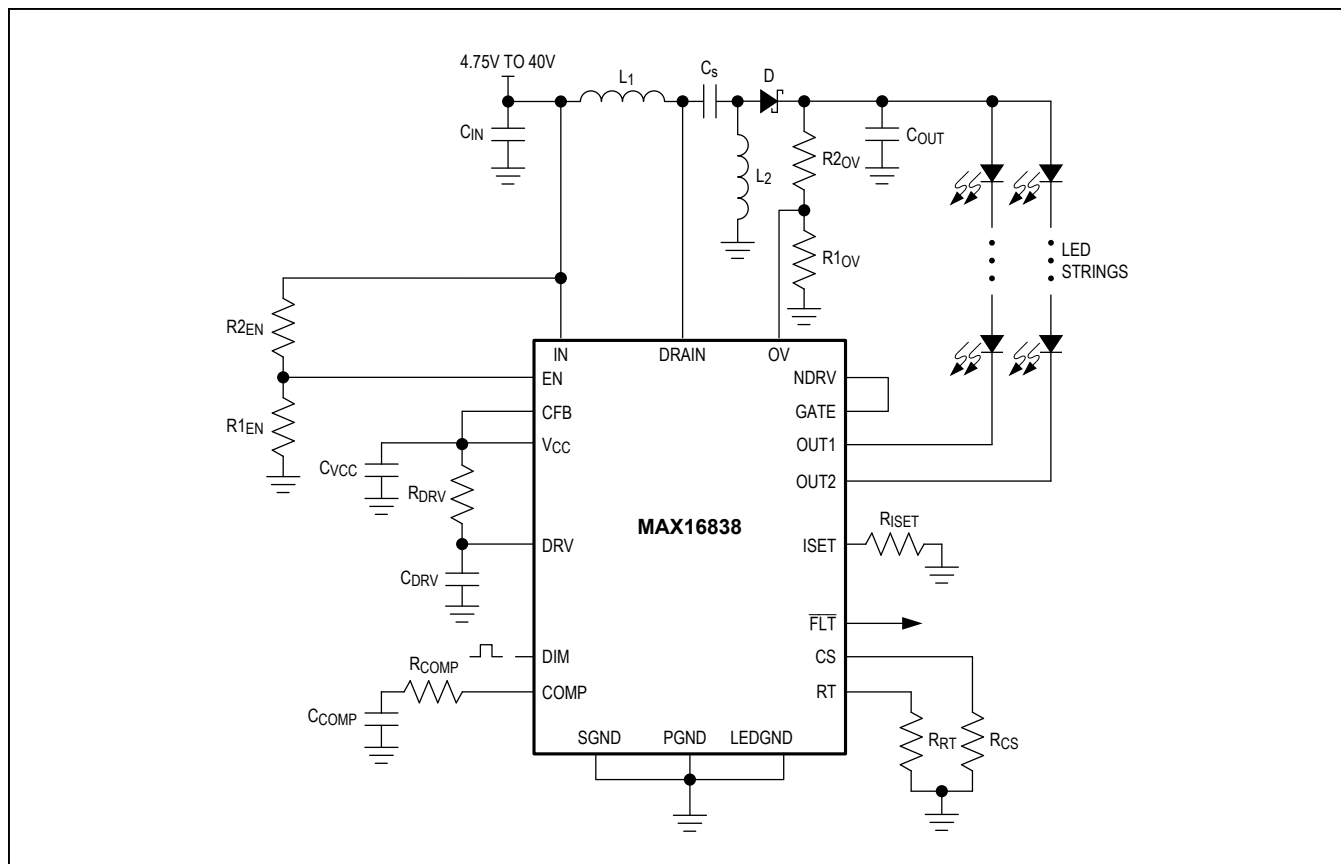 4.75V TO 40V
L1
Cs
D
CIN
R2OV
COUT
L2
R1OV
LED
STRINGS
R2EN
IN
DRAIN
OV
EN
NDRV
R1EN
CFB
GATE
CVCC
VCC
OUT1
RDRV
OUT2
MAX16838
RISET
DRV
ISET
CDRV
FLT
DIM
CS
RCOMP
COMP
RT
CCOMP
SGND
PGND
LEDGND
RRT
RCS